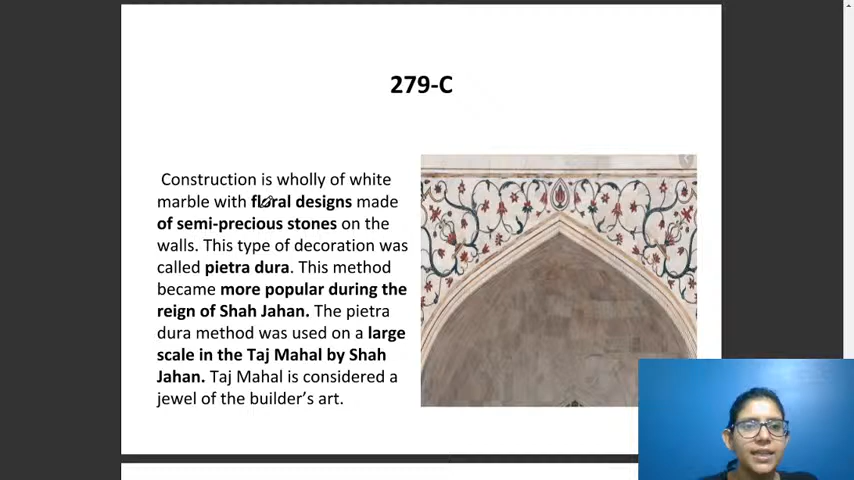 279-C
Construction is wholly of white
marble with floral designs made
of semi-precious stones on the
walls. This type of decoration was
called pietra dura. This method
became more popular during the
reign of Shah Jahan. The pietra
dura method was used on a large
scale in the Taj Mahal by Shah
Jahan. Taj Mahal is considered a
jewel of the builder’s art.